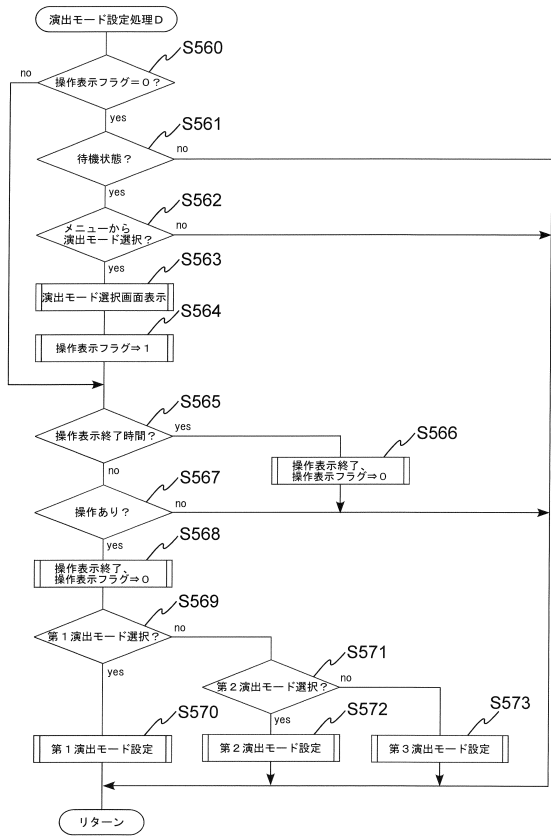 演出モード設定処理D
S560
操作表示フラグ=0?
no
yes
S561
待機状態?
no
yes
S562
メニューから
演出モード選択?
no
yes
S563
演出モード選択画面表示
S564
操作表示フラグ⇒1
S565
操作表示終了時間?
yes
no
S566
操作表示終了、
操作表示フラグ⇒0
S567
操作あり?
no
yes
S568
操作表示終了、
操作表示フラグ⇒0
S569
第1演出モード選択?
no
yes
S571
第2演出モード選択?
no
yes
S570
第1演出モード設定
S572
第2演出モード設定
S573
第3演出モード設定
リターン